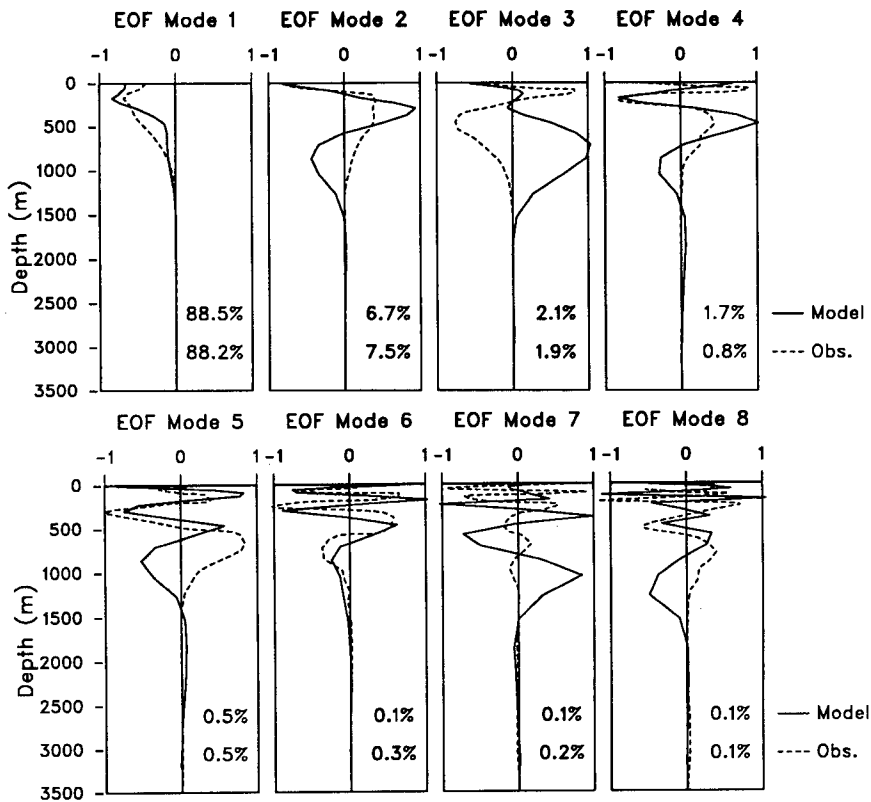 EOF Mode 1 EOF Mode 2 EOF Mode 3 EOF Mode 4
-1 0 1 0 1 0 1 0 1
0
500
1000
1500
2000
2500
3000
3500
Depth (m)
88.5% 6.7% 2.1% 1.7% Model
88.2% 7.5% 1.9% 0.8% Obs.
EOF Mode 5 EOF Mode 6 EOF Mode 7 EOF Mode 8
-1 0 1 -1 0 1 -1 0 1 -1 0 1
0
500
1000
1500
2000
2500
3000
3500
Depth (m)
0.5% 0.1% 0.1% 0.1% Model
0.5% 0.3% 0.2% 0.1% Obs.